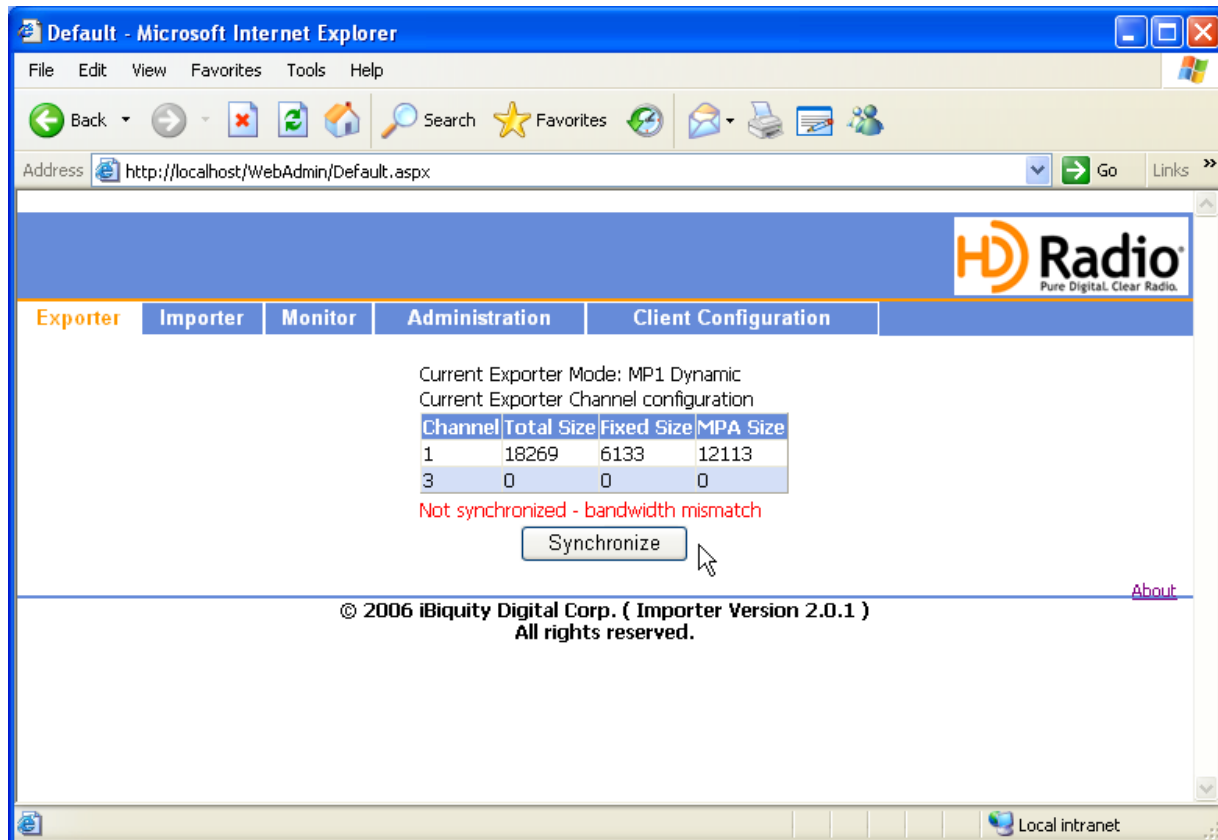 Default - Microsoft Internet Explorer
File Edit View Favorites Tools Help
Back Search Favorites
Address http://localhost/WebAdmin/Default.aspx Go Links »
HD Radio®
Pure Digital. Clear Radio.
Exporter Importer Monitor Administration Client Configuration
Current Exporter Mode: MP1 Dynamic
Current Exporter Channel configuration
Channel Total Size Fixed Size MPA Size
1 18269 6133 12113
3 0 0 0
Not synchronized - bandwidth mismatch
Synchronize
About
© 2006 iBiquity Digital Corp. ( Importer Version 2.0.1 )
All rights reserved.
Local intranet